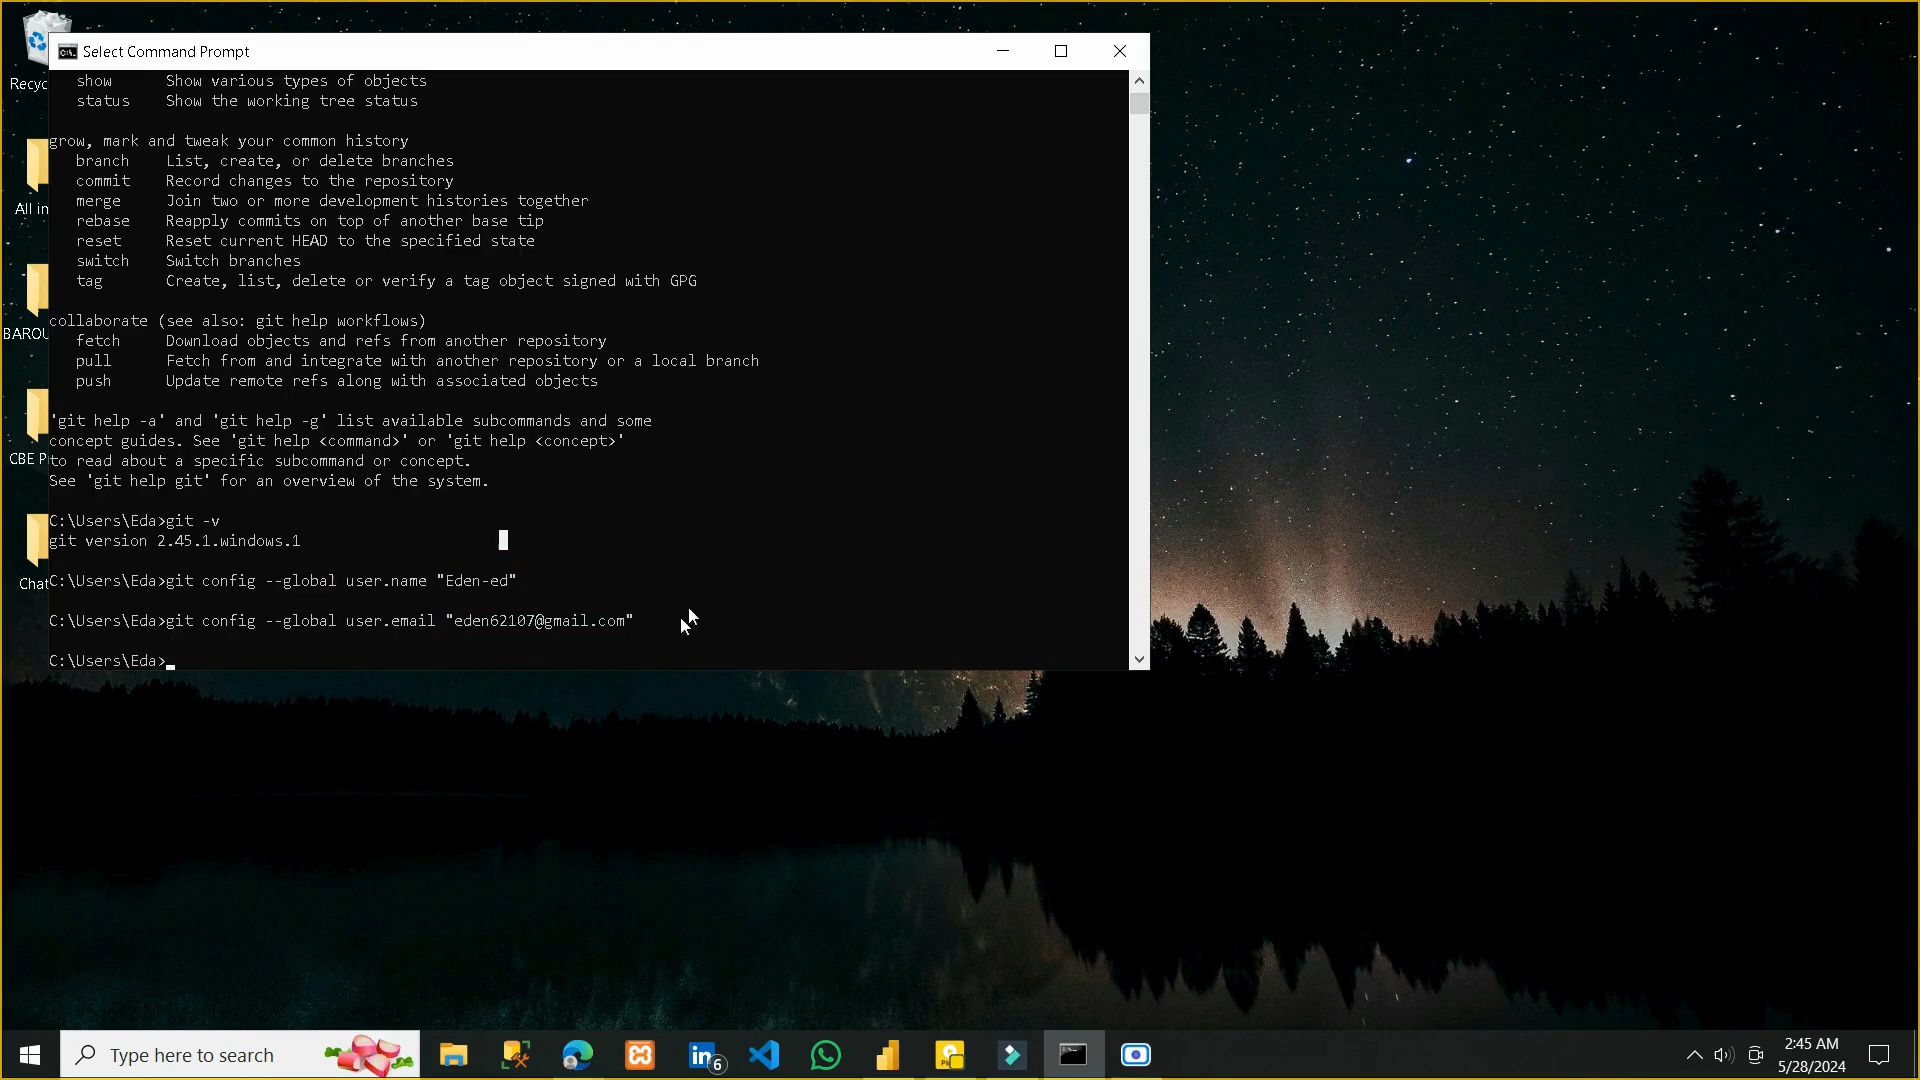 Select Command Prompt
show Show various types of objects
status Show the working tree status
grow, mark and tweak your common history
branch List, create, or delete branches
commit Record changes to the repository
merge Join two or more development histories together
rebase Reapply commits on top of another base tip
reset Reset current HEAD to the specified state
switch Switch branches
tag Create, list, delete or verify a tag object signed with GPG
collaborate (see also: git help workflows)
fetch Download objects and refs from another repository
pull Fetch from and integrate with another repository or a local branch
push Update remote refs along with associated objects
'git help -a' and 'git help -g' list available subcommands and some
concept guides. See 'git help <command>' or 'git help <concept>'
to read about a specific subcommand or concept.
See 'git help git' for an overview of the system.
C:\Users\Eda>git -v
git version 2.45.1.windows.1
C:\Users\Eda>git config --global user.name "Eden-ed"
C:\Users\Eda>git config --global user.email "eden62107@gmail.com"
C:\Users\Eda>
Recyc
All in
BAROU
CBE P
Chat
Type here to search
in
6
2:45 AM
5/28/2024